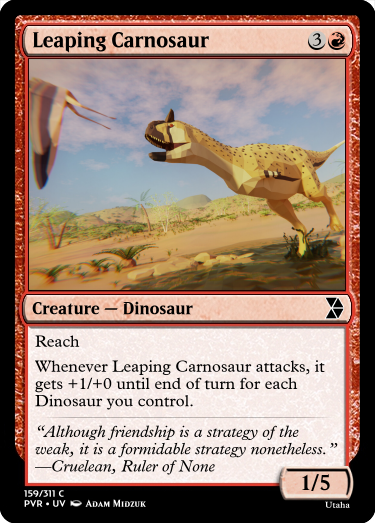 Leaping Carnosaur 3
Creature — Dinosaur
Reach
Whenever Leaping Carnosaur attacks, it
gets +1/+0 until end of turn for each
Dinosaur you control.
“Although friendship is a strategy of the
weak, it is a formidable strategy nonetheless.”
—Cruelean, Ruler of None
1/5
159/311 C
PVR • UV Adam Midzuk
Utaha